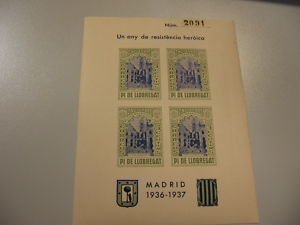 Núm. 2091
Un any de resistència heròica
PI DE LLOBREGAT
PI DE LLOBREGAT
PI DE LLOBREGAT
PI DE LLOBREGAT
MADRID
1936-1937